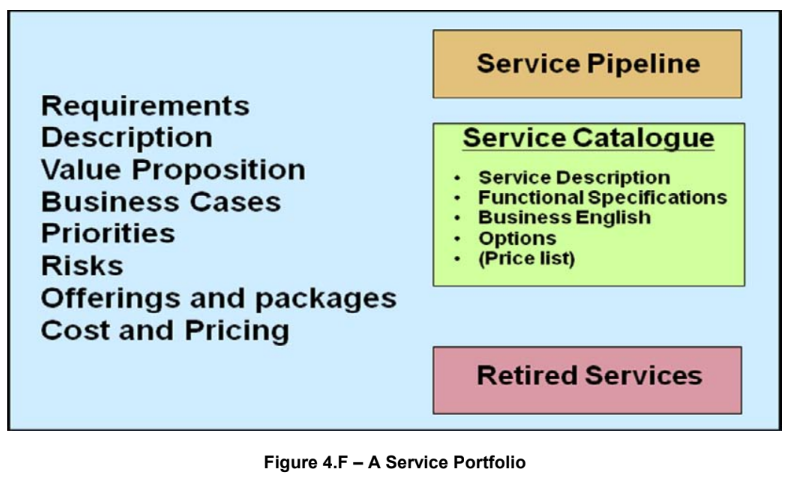 Requirements
Description
Value Proposition
Business Cases
Priorities
Risks
Offerings and packages
Cost and Pricing
Service Pipeline
Service Catalogue
• Service Description
• Functional Specifications
• Business English
• Options
• (Price list)
Retired Services
Figure 4.F – A Service Portfolio